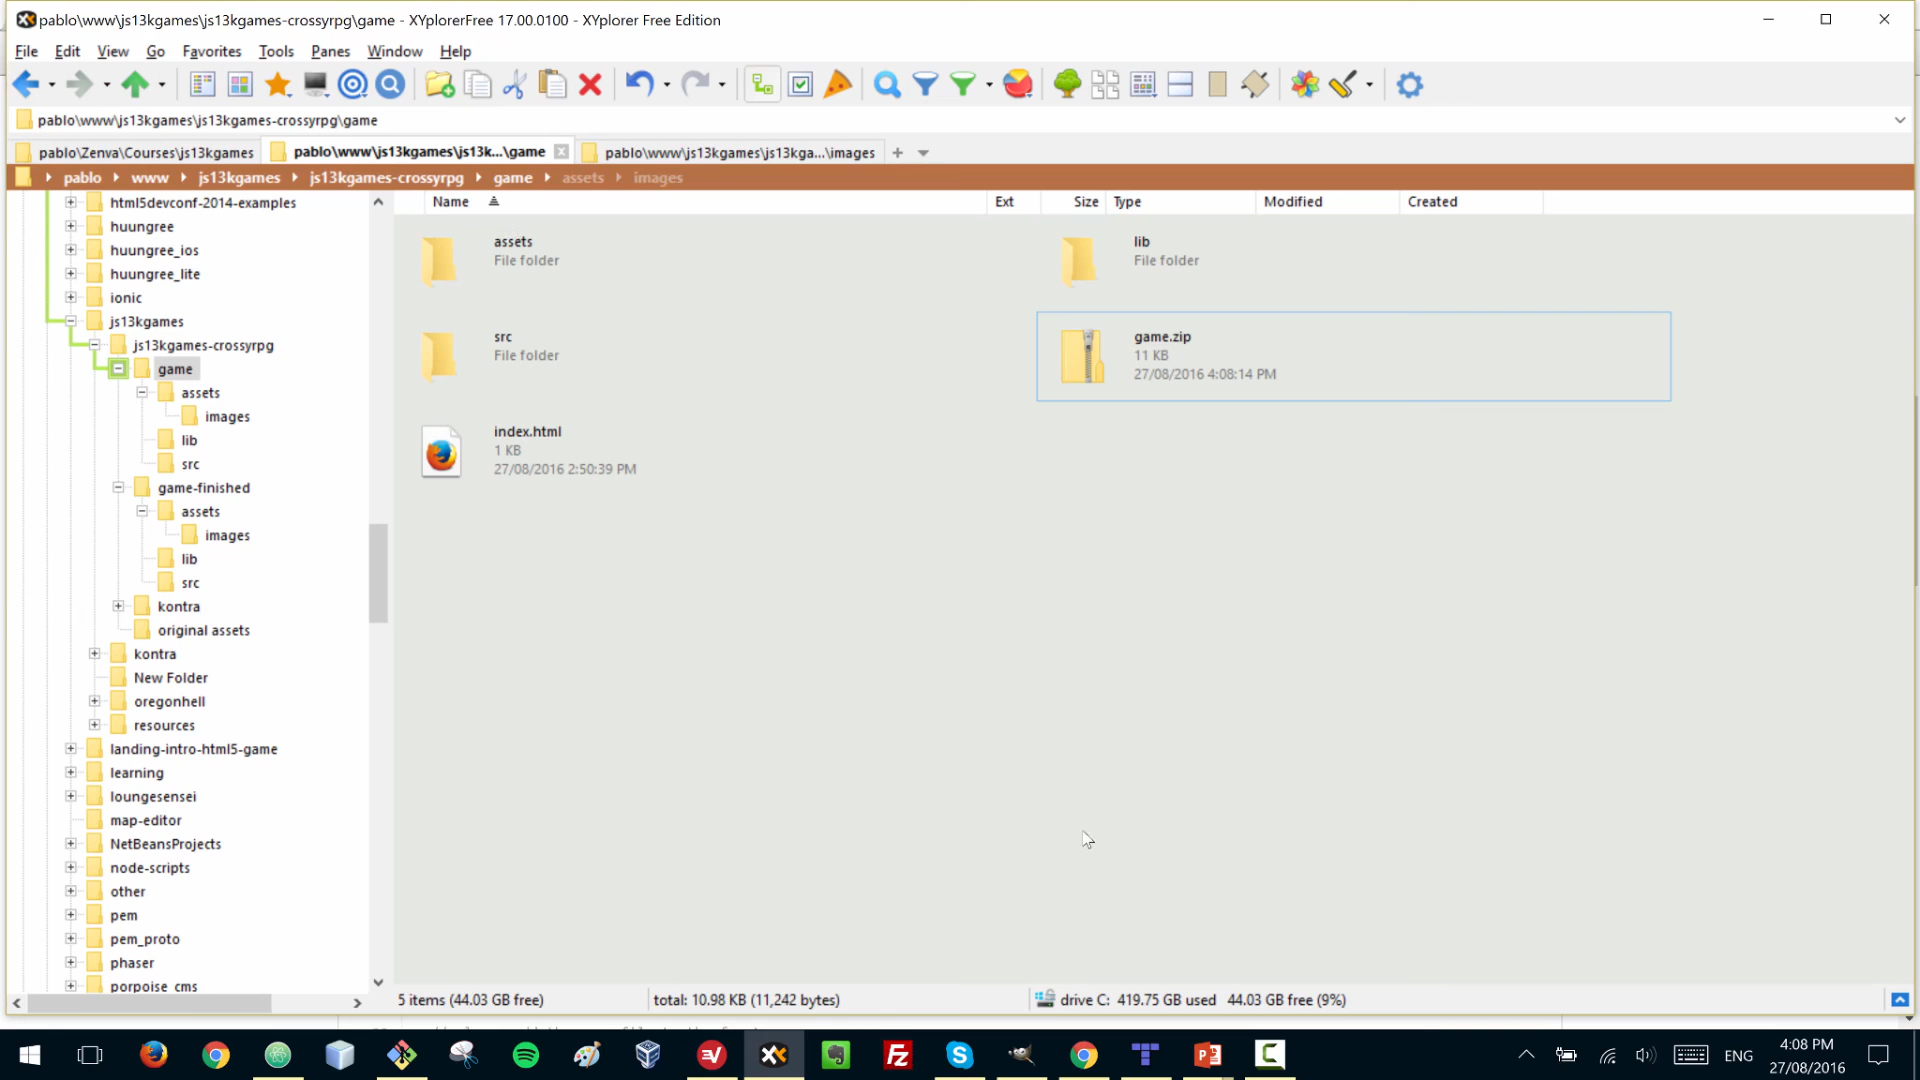 pablo\www\js13kgames\js13kgames-crossyrpg\game - XYplorerFree 17.00.0100 - XYplorer Free Edition
File Edit View Go Favorites Tools Panes Window Help
pablo\www\js13kgames\js13kgames-crossyrpg\game
pablo\Zenva\Courses\js13kgames pablo\www\js13kgames\js13k...\game pablo\www\js13kgames\js13kga...\images
pablo www js13kgames js13kgames-crossyrpg game assets images
Name Ext Size Type Modified Created
html5devconf-2014-examples
huungree
huungree_ios
huungree_lite
ionic
js13kgames
js13kgames-crossyrpg
game
assets
images
lib
src
game-finished
assets
images
lib
src
kontra
original assets
kontra
New Folder
oregonhell
resources
landing-intro-html5-game
learning
loungesensei
map-editor
NetBeansProjects
node-scripts
other
pem
pem_proto
phaser
porpoise_cms
assets
File folder
lib
File folder
src
File folder
game.zip
11 KB
27/08/2016 4:08:14 PM
index.html
1 KB
27/08/2016 2:50:39 PM
5 items (44.03 GB free) total: 10.98 KB (11,242 bytes) drive C: 419.75 GB used 44.03 GB free (9%)
ENG
4:08 PM
27/08/2016